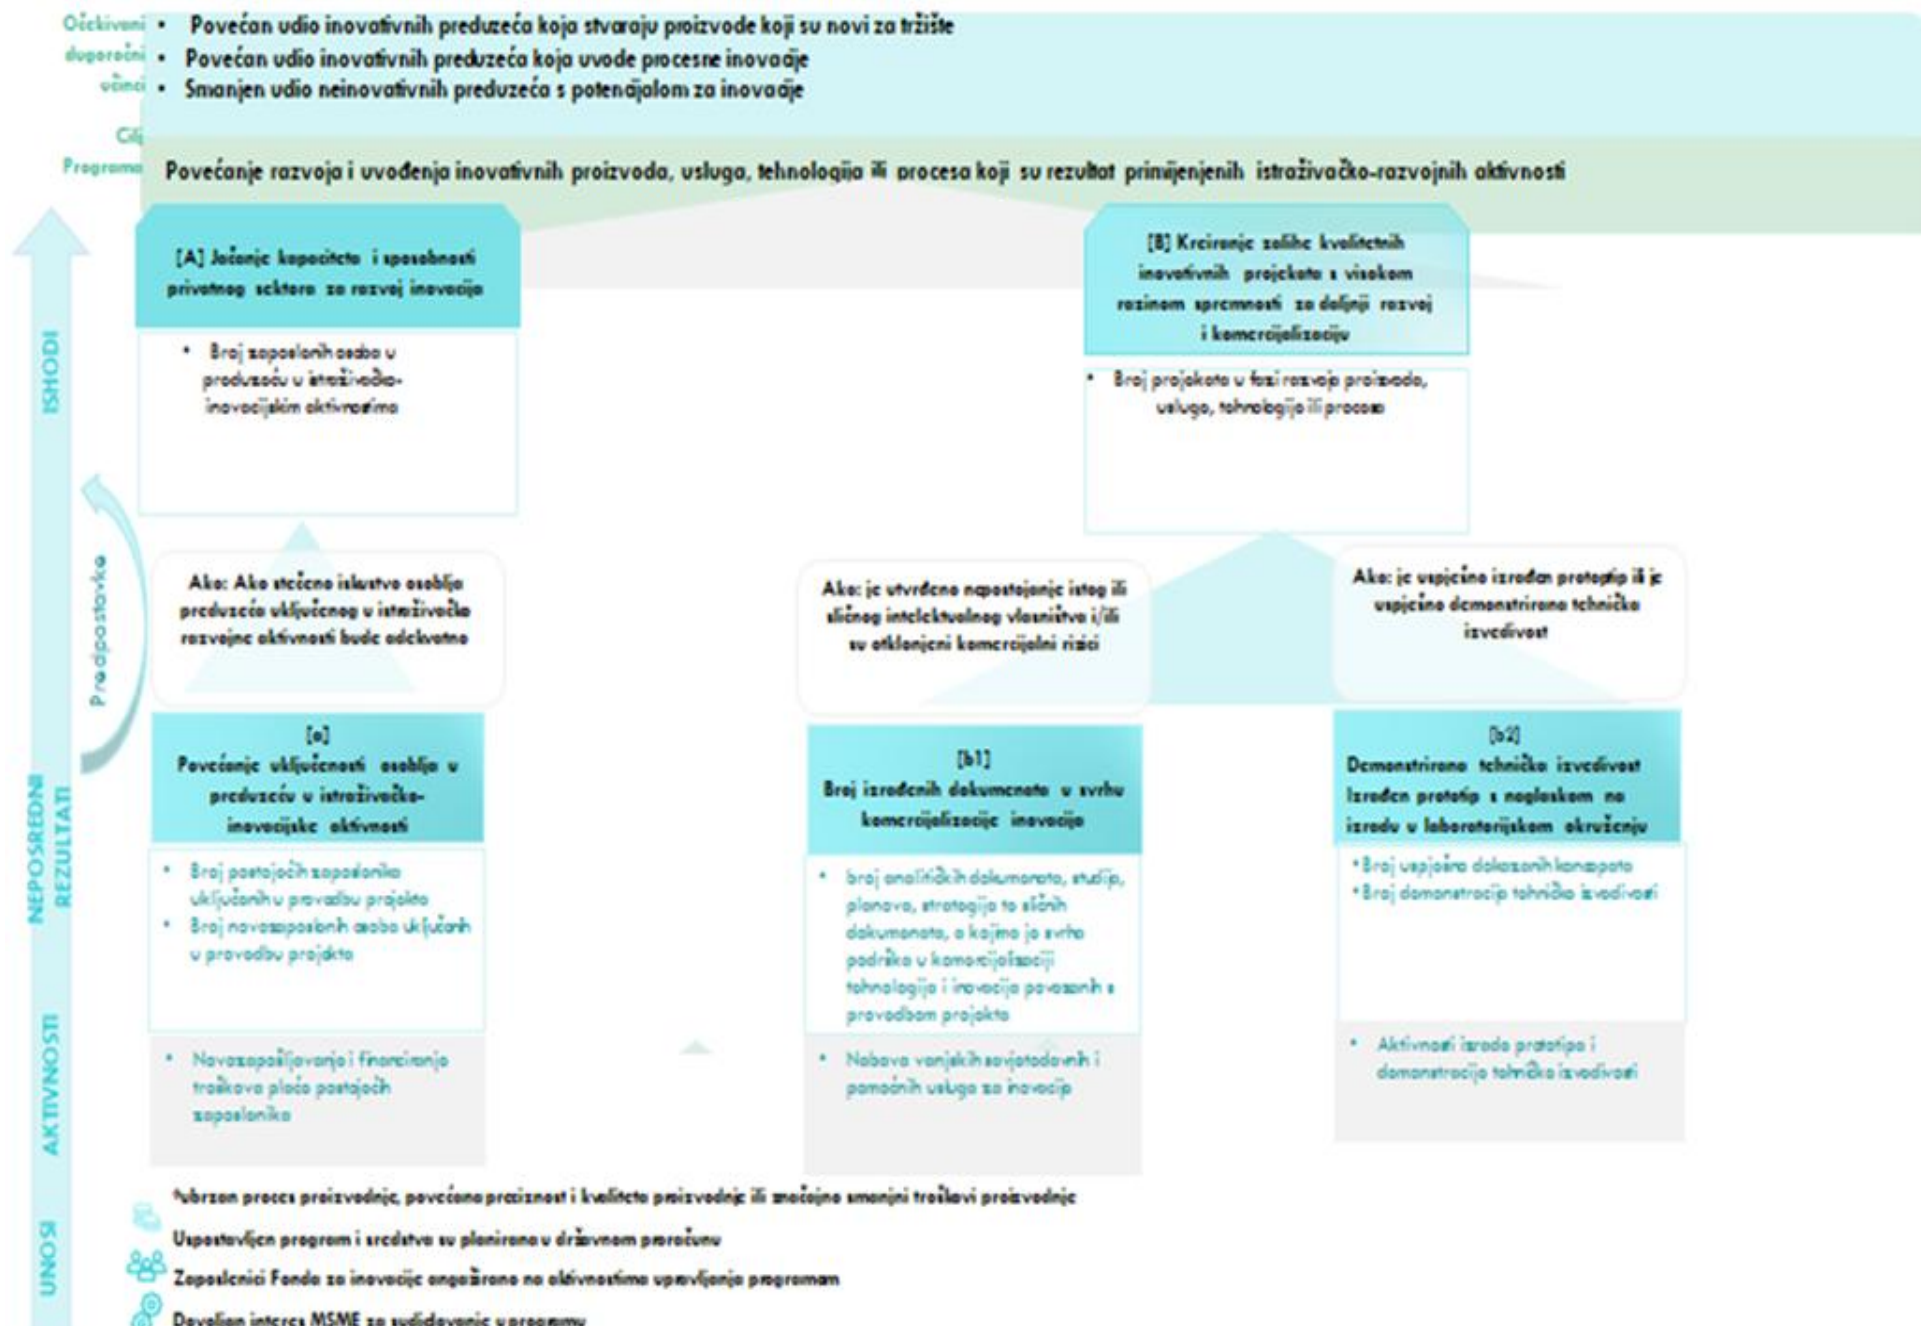 Očekivani
dugoročni
učinci
• Povećan udio inovativnih preduzeća koja stvaraju proizvode koji su novi za tržište
• Povećan udio inovativnih preduzeća koja uvode procesne inovacije
• Smanjen udio neinovativnih preduzeća s potencijalom za inovacije
Cilj
Programa
Povećanje razvoja i uvođenja inovativnih proizvoda, usluga, tehnologija ili procesa koji su rezultat primijenjenih istraživačko-razvojnih aktivnosti
ISHODI
[A] Jačanje kapaciteta i sposobnosti
privatnog sektora za razvoj inovacija
• Broj zaposlenih osoba u
preduzeću u istraživačko-
inovacijskim aktivnostima
[B] Kreiranje zalihe kvalitetnih
inovativnih projekata s visokom
razinom spremnosti za daljnji razvoj
i komercijalizaciju
• Broj projekata u fazi razvoja proizvoda,
usluga, tehnologija ili procesa
Predpostavke
Ako: Ako stečeno iskustvo osoblja
preduzeća uključenog u istraživačko
razvojne aktivnosti bude adekvatno
Ako: je utvrđeno nepostojanje istog ili
sličnog intelektualnog vlasništva i/ili
su otklonjeni komercijalni rizici
Ako: je uspješno izrađen prototip ili je
uspješno demonstrirana tehnička
izvedivost
NEPOSREDNI
REZULTATI
[a]
Povećanje uključenosti osoblja u
preduzeću u istraživačko-
inovacijske aktivnosti
• Broj postojećih zaposlenika
uključenih u provedbu projekta
• Broj novozaposlenih osoba uključenih
u provedbu projekta
[b1]
Broj izrađenih dokumenata u svrhu
komercijalizacije inovacija
• broj analitičkih dokumenata, studija,
planova, strategija te sličnih
dokumenata, a kojima je svrha
podrška u komercijalizaciji
tehnologija i inovacija povezanih s
provedbom projekta
[b2]
Demonstrirana tehnička izvedivost
Izrađen prototip s naglaskom na
izradu u laboratorijskom okruženju
•Broj uspješno dokazanih koncepata
•Broj demonstracija tehničke izvedivosti
AKTIVNOSTI
• Novozapošljavanje i financiranje
troškova plaća postojećih
zaposlenika
• Nabava vanjskih savjetodavnih i
pomoćnih usluga za inovacije
• Aktivnosti izrade prototipa i
demonstracije tehničke izvedivosti
UNOSI
*ubrzan proces proizvodnje, povećana preciznost i kvaliteta proizvodnje ili značajno smanjni troškovi proizvodnje
Uspostavljen program i sredstva su planirana u državnom proračunu
Zaposlenici Fonda za inovacije angažirano na aktivnostima upravljanja programom
Dovoljan interes MSME za sudjelovanje u programu